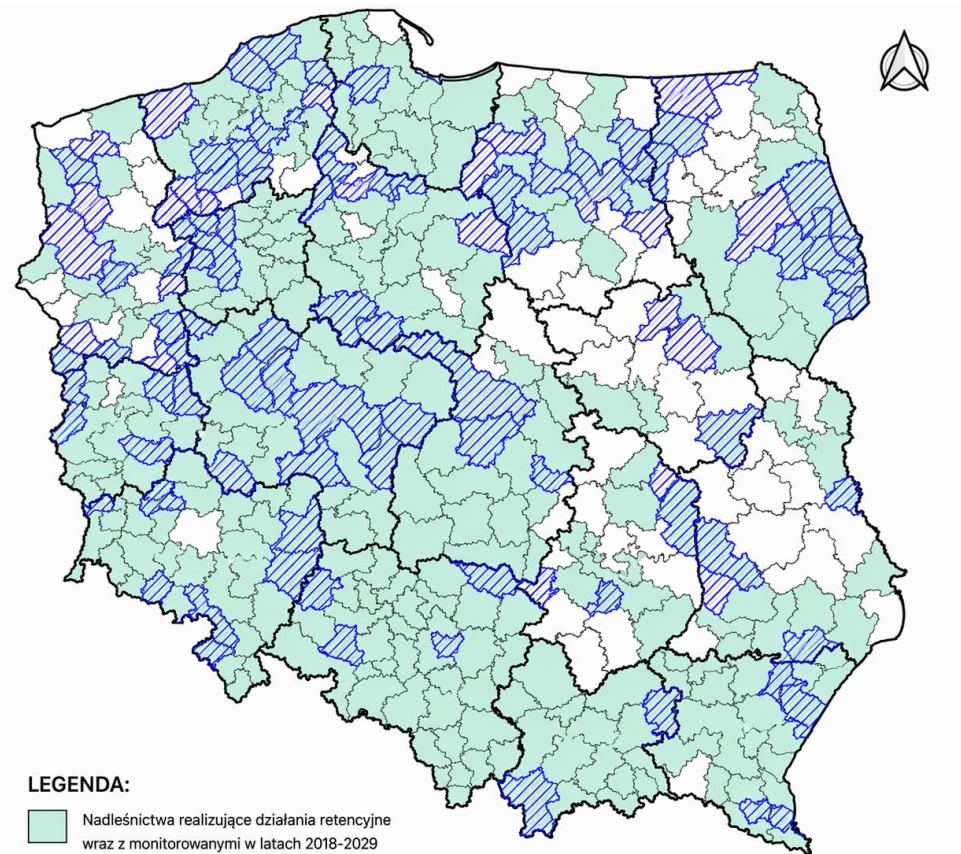 LEGENDA:
Nadleśnictwa realizujące działania retencyjne
wraz z monitorowanymi w latach 2018-2029